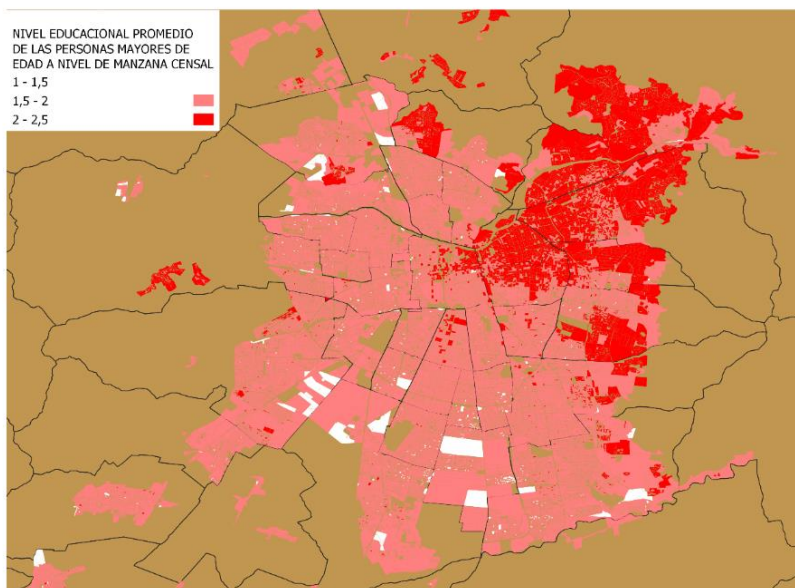 NIVEL EDUCACIONAL PROMEDIO
DE LAS PERSONAS MAYORES DE
EDAD A NIVEL DE MANZANA CENSAL
1 - 1,5
1,5 - 2
2 - 2,5